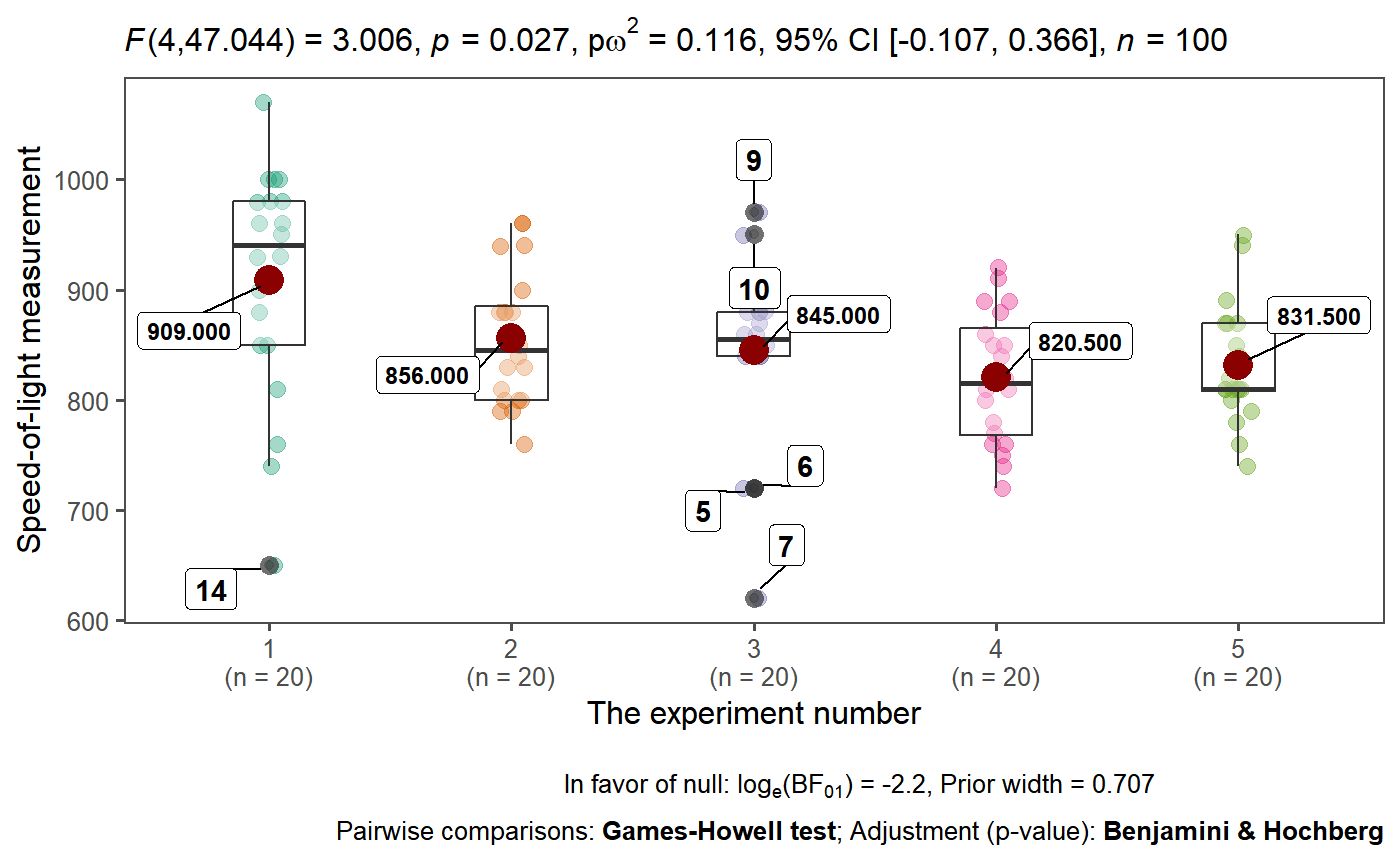 F(4,47.044) = 3.006, p = 0.027, pω² = 0.116, 95% CI [-0.107, 0.366], n = 100
Speed-of-light measurement
1000
900
800
700
600
909.000
14
856.000
9
10
845.000
6
5
7
820.500
831.500
1
(n = 20)
2
(n = 20)
3
(n = 20)
4
(n = 20)
5
(n = 20)
The experiment number
In favor of null: logₑ(BF₀₁) = -2.2, Prior width = 0.707
Pairwise comparisons: Games-Howell test; Adjustment (p-value): Benjamini & Hochberg